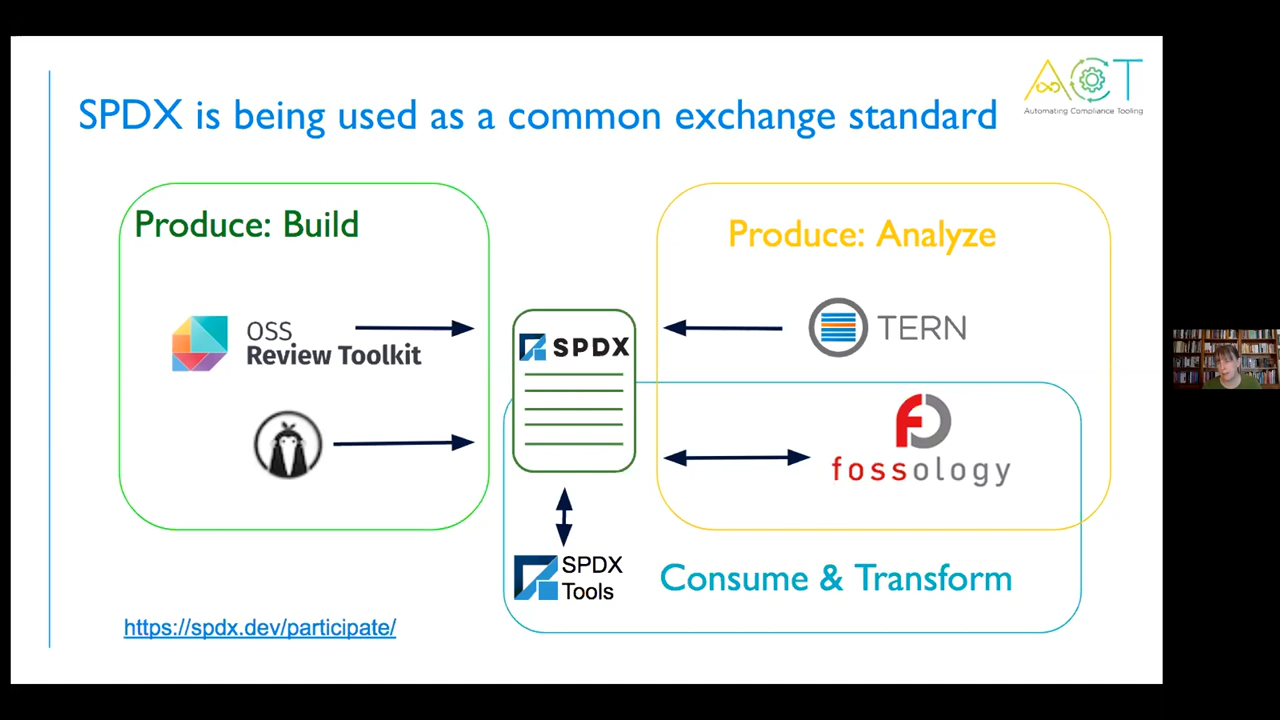 ACT
Automating Compliance Tooling
SPDX is being used as a common exchange standard
Produce: Build
Produce: Analyze
OSS
Review Toolkit
SPDX
TERN
fossology
SPDX
Tools
Consume & Transform
https://spdx.dev/participate/